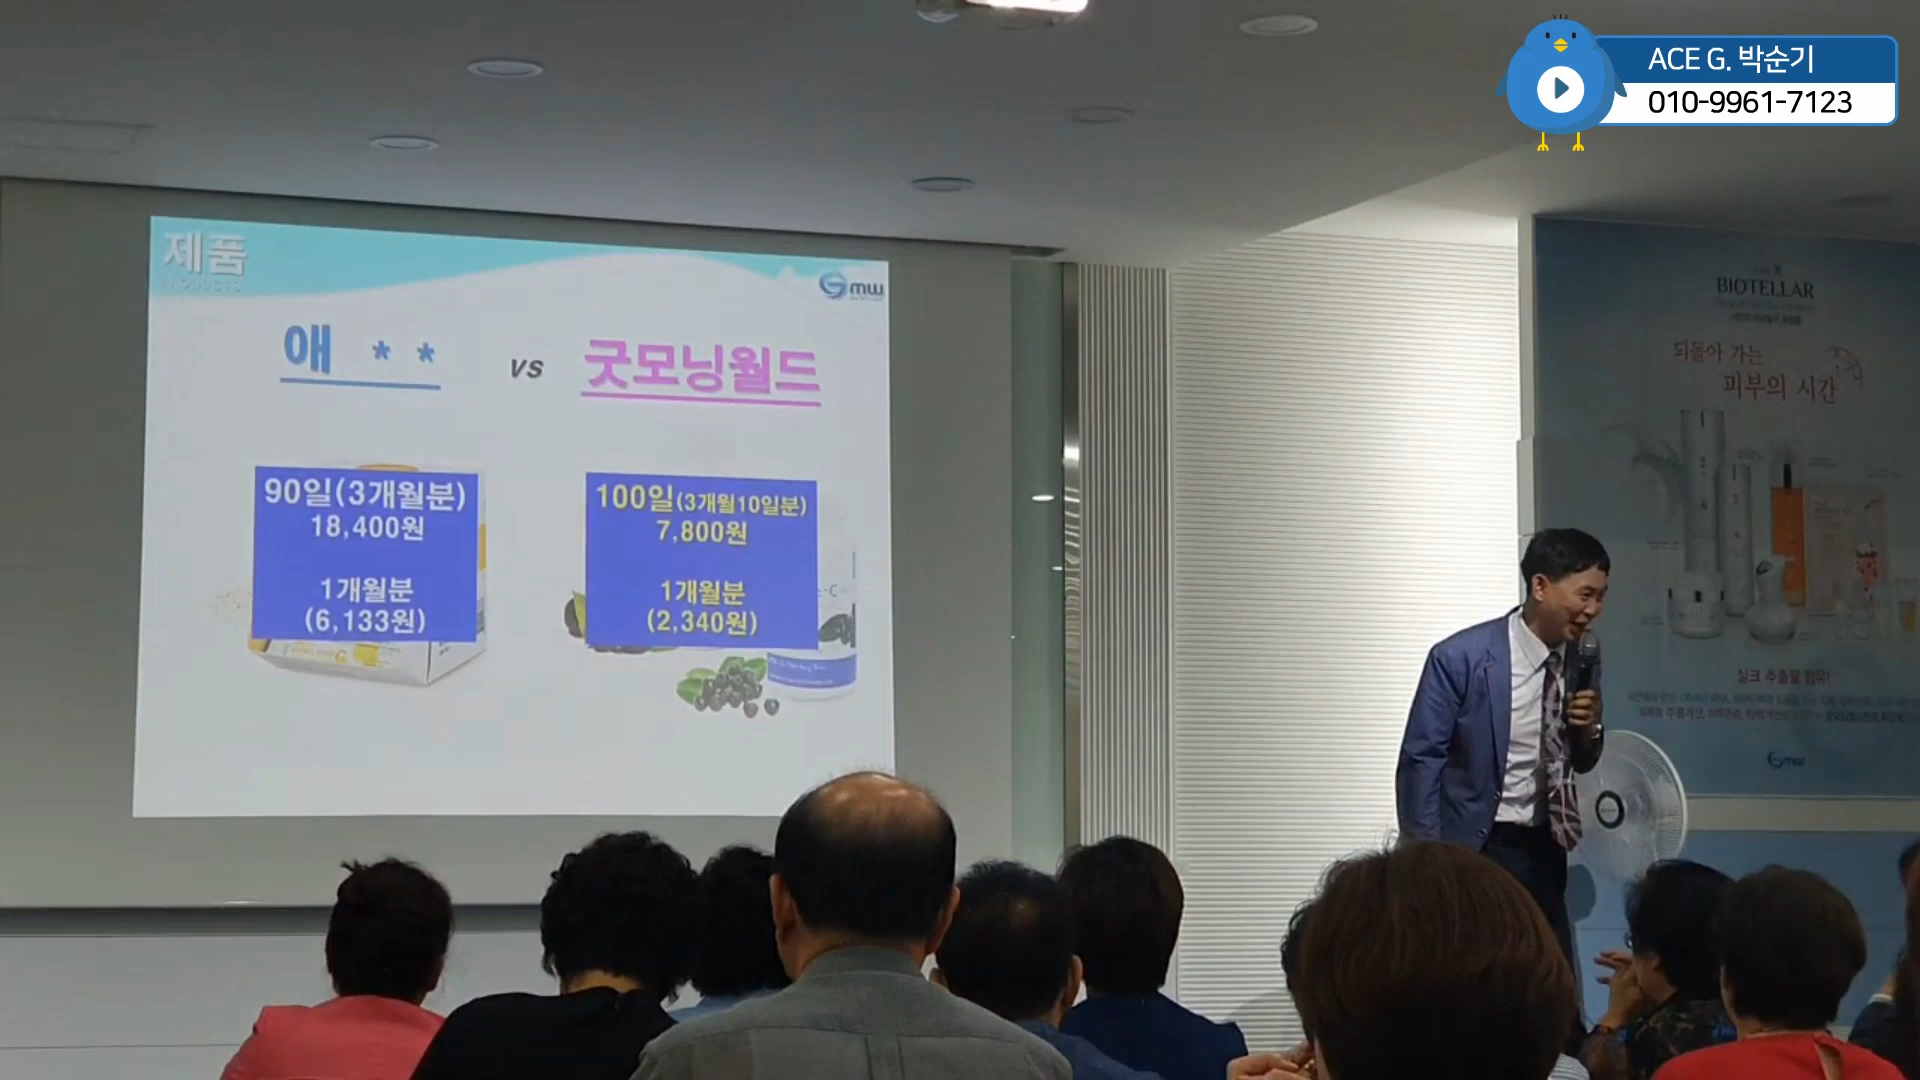 ACE G. 박순기
010-9961-7123
제품
PRODUCTS
Gmw
애 * *
vs
굿모닝월드
90일(3개월분)
18,400원
1개월분
(6,133원)
100일(3개월10일분)
7,800원
1개월분
(2,340원)
BIOTELLAR
되돌아 가는
피부의 시간
실크 추출물 함유!
Gmw